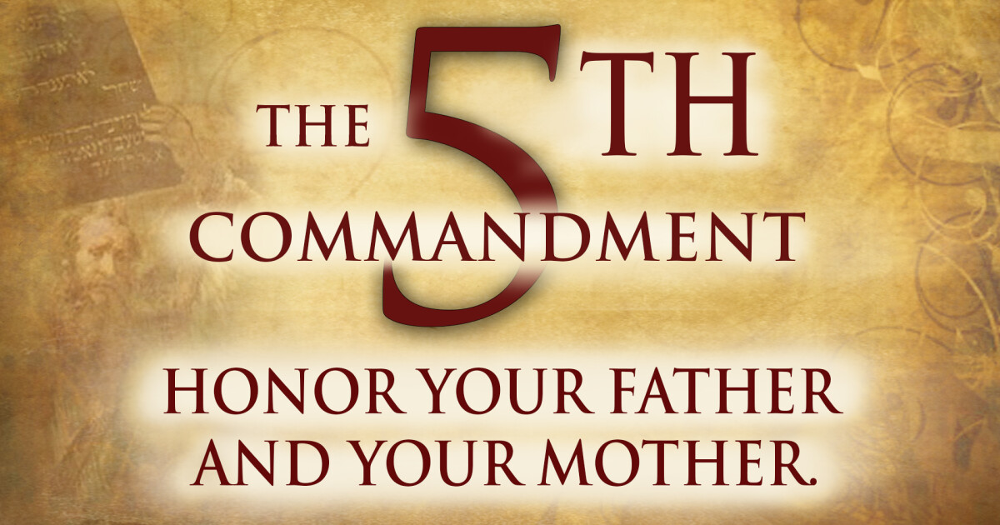 THE 5TH
COMMANDMENT
HONOR YOUR FATHER
AND YOUR MOTHER.